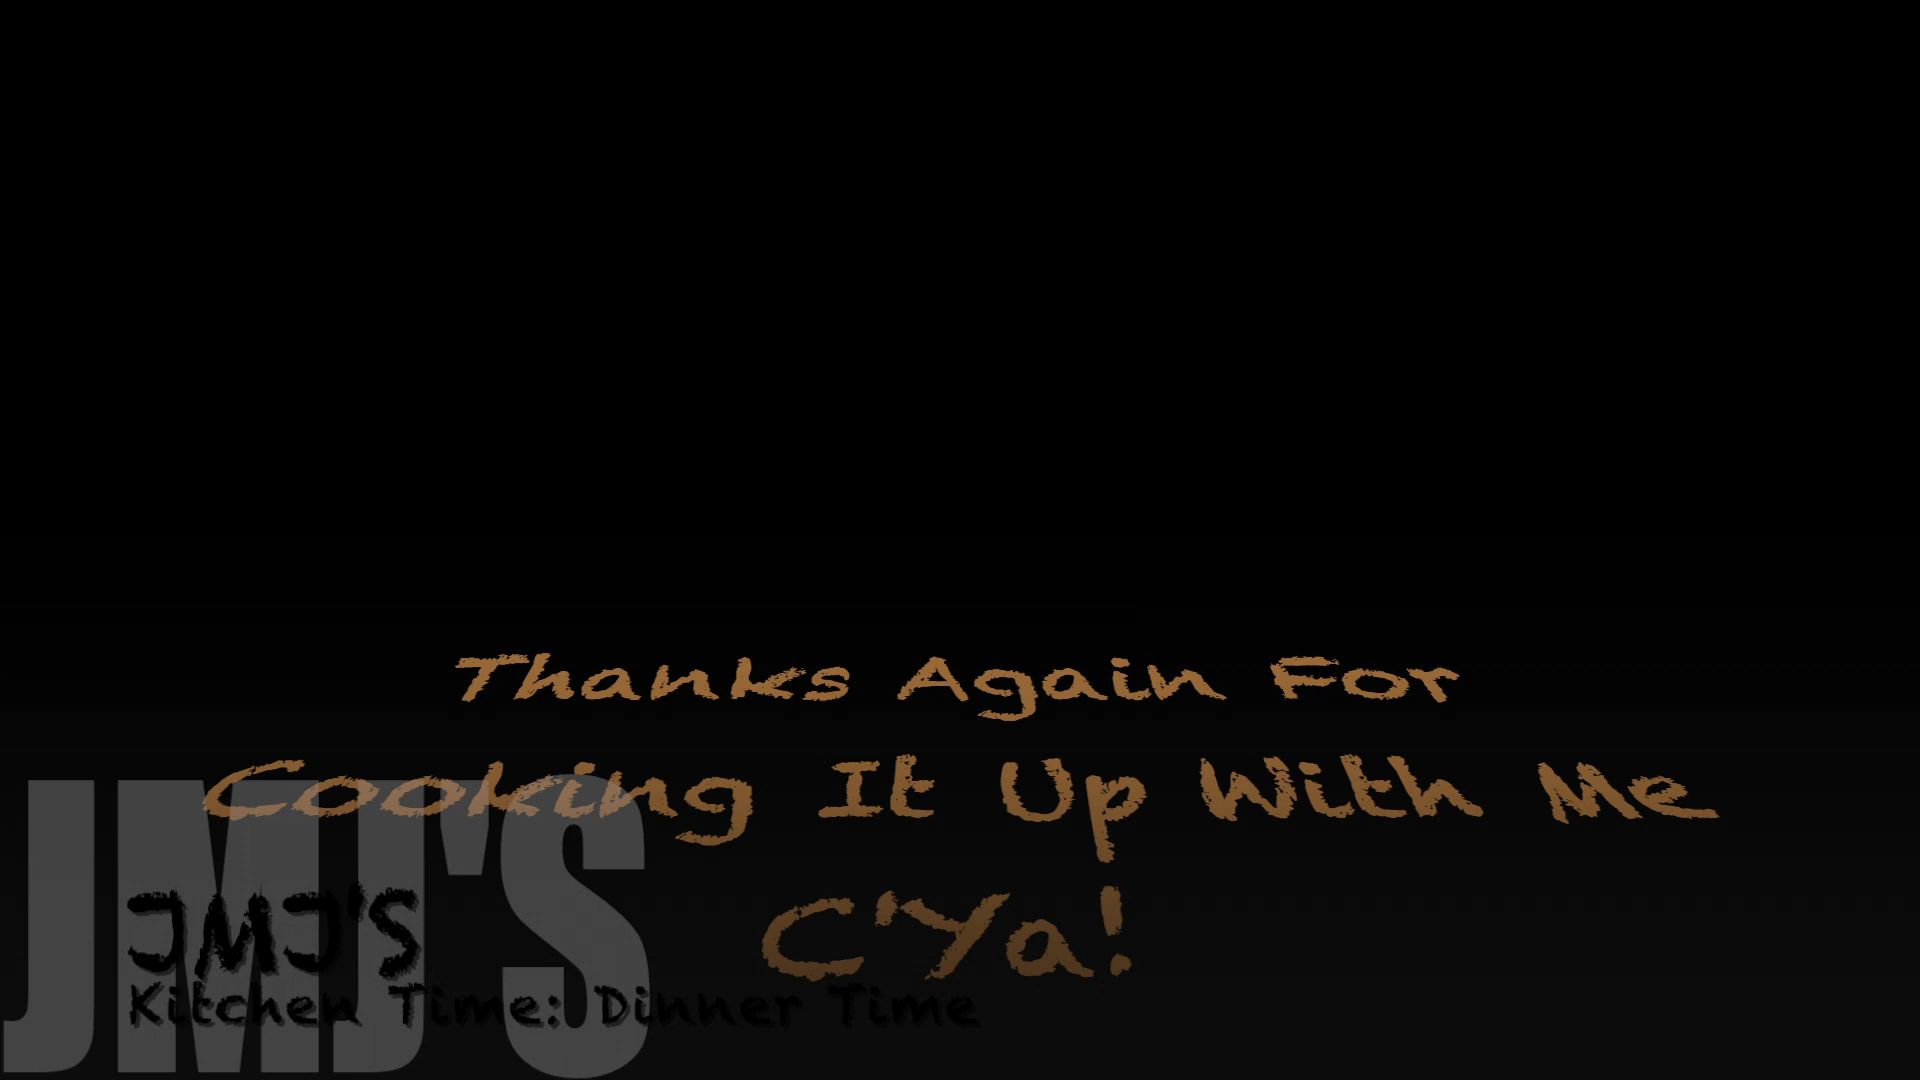 Thanks Again For
Cooking It Up With Me
C'Ya!
JMJ'S
JMJ'S
Kitchen Time: Dinner Time